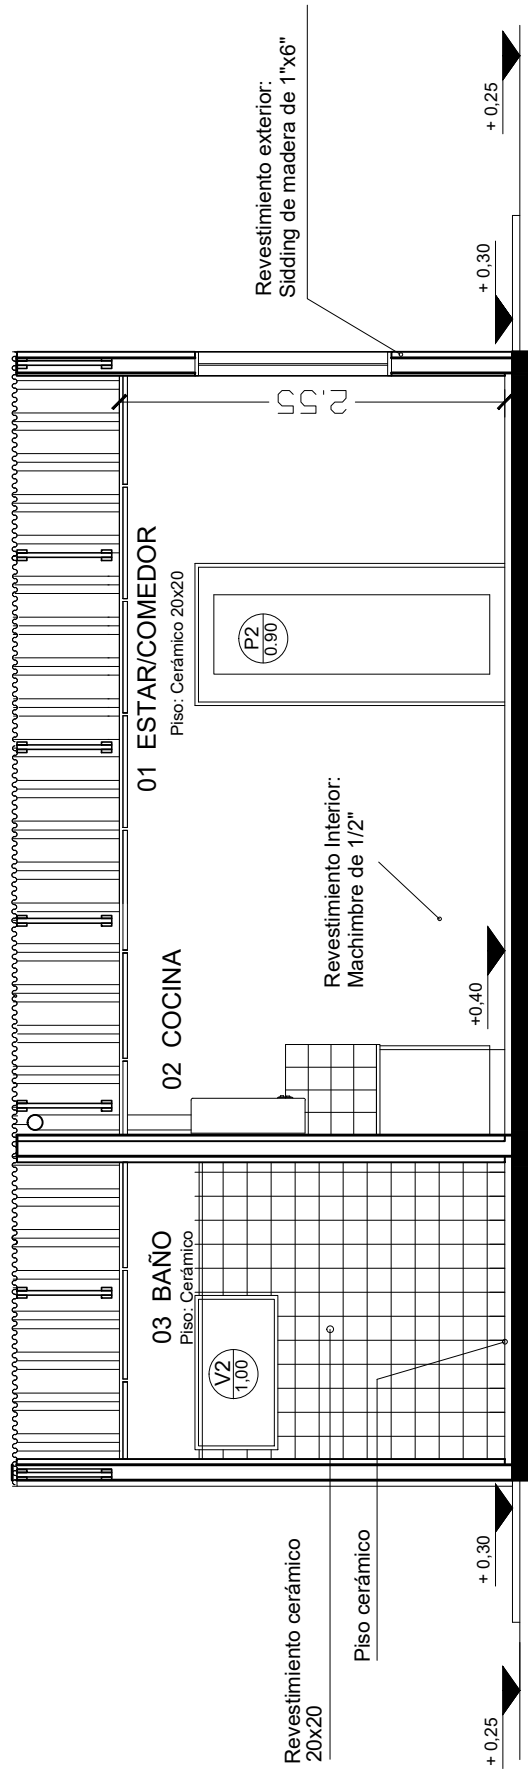 03 BAÑO
Piso: Cerámico
02 COCINA
01 ESTAR/COMEDOR
Piso: Cerámico 20x20
V2
1,00
P2
0.90
2.55
Revestimiento exterior:
Sidding de madera de 1"x6"
Revestimiento Interior:
Machimbre de 1/2"
Revestimiento cerámico
20x20
Piso cerámico
+ 0,25
+ 0,30
+0,40
+ 0,30
+ 0,25